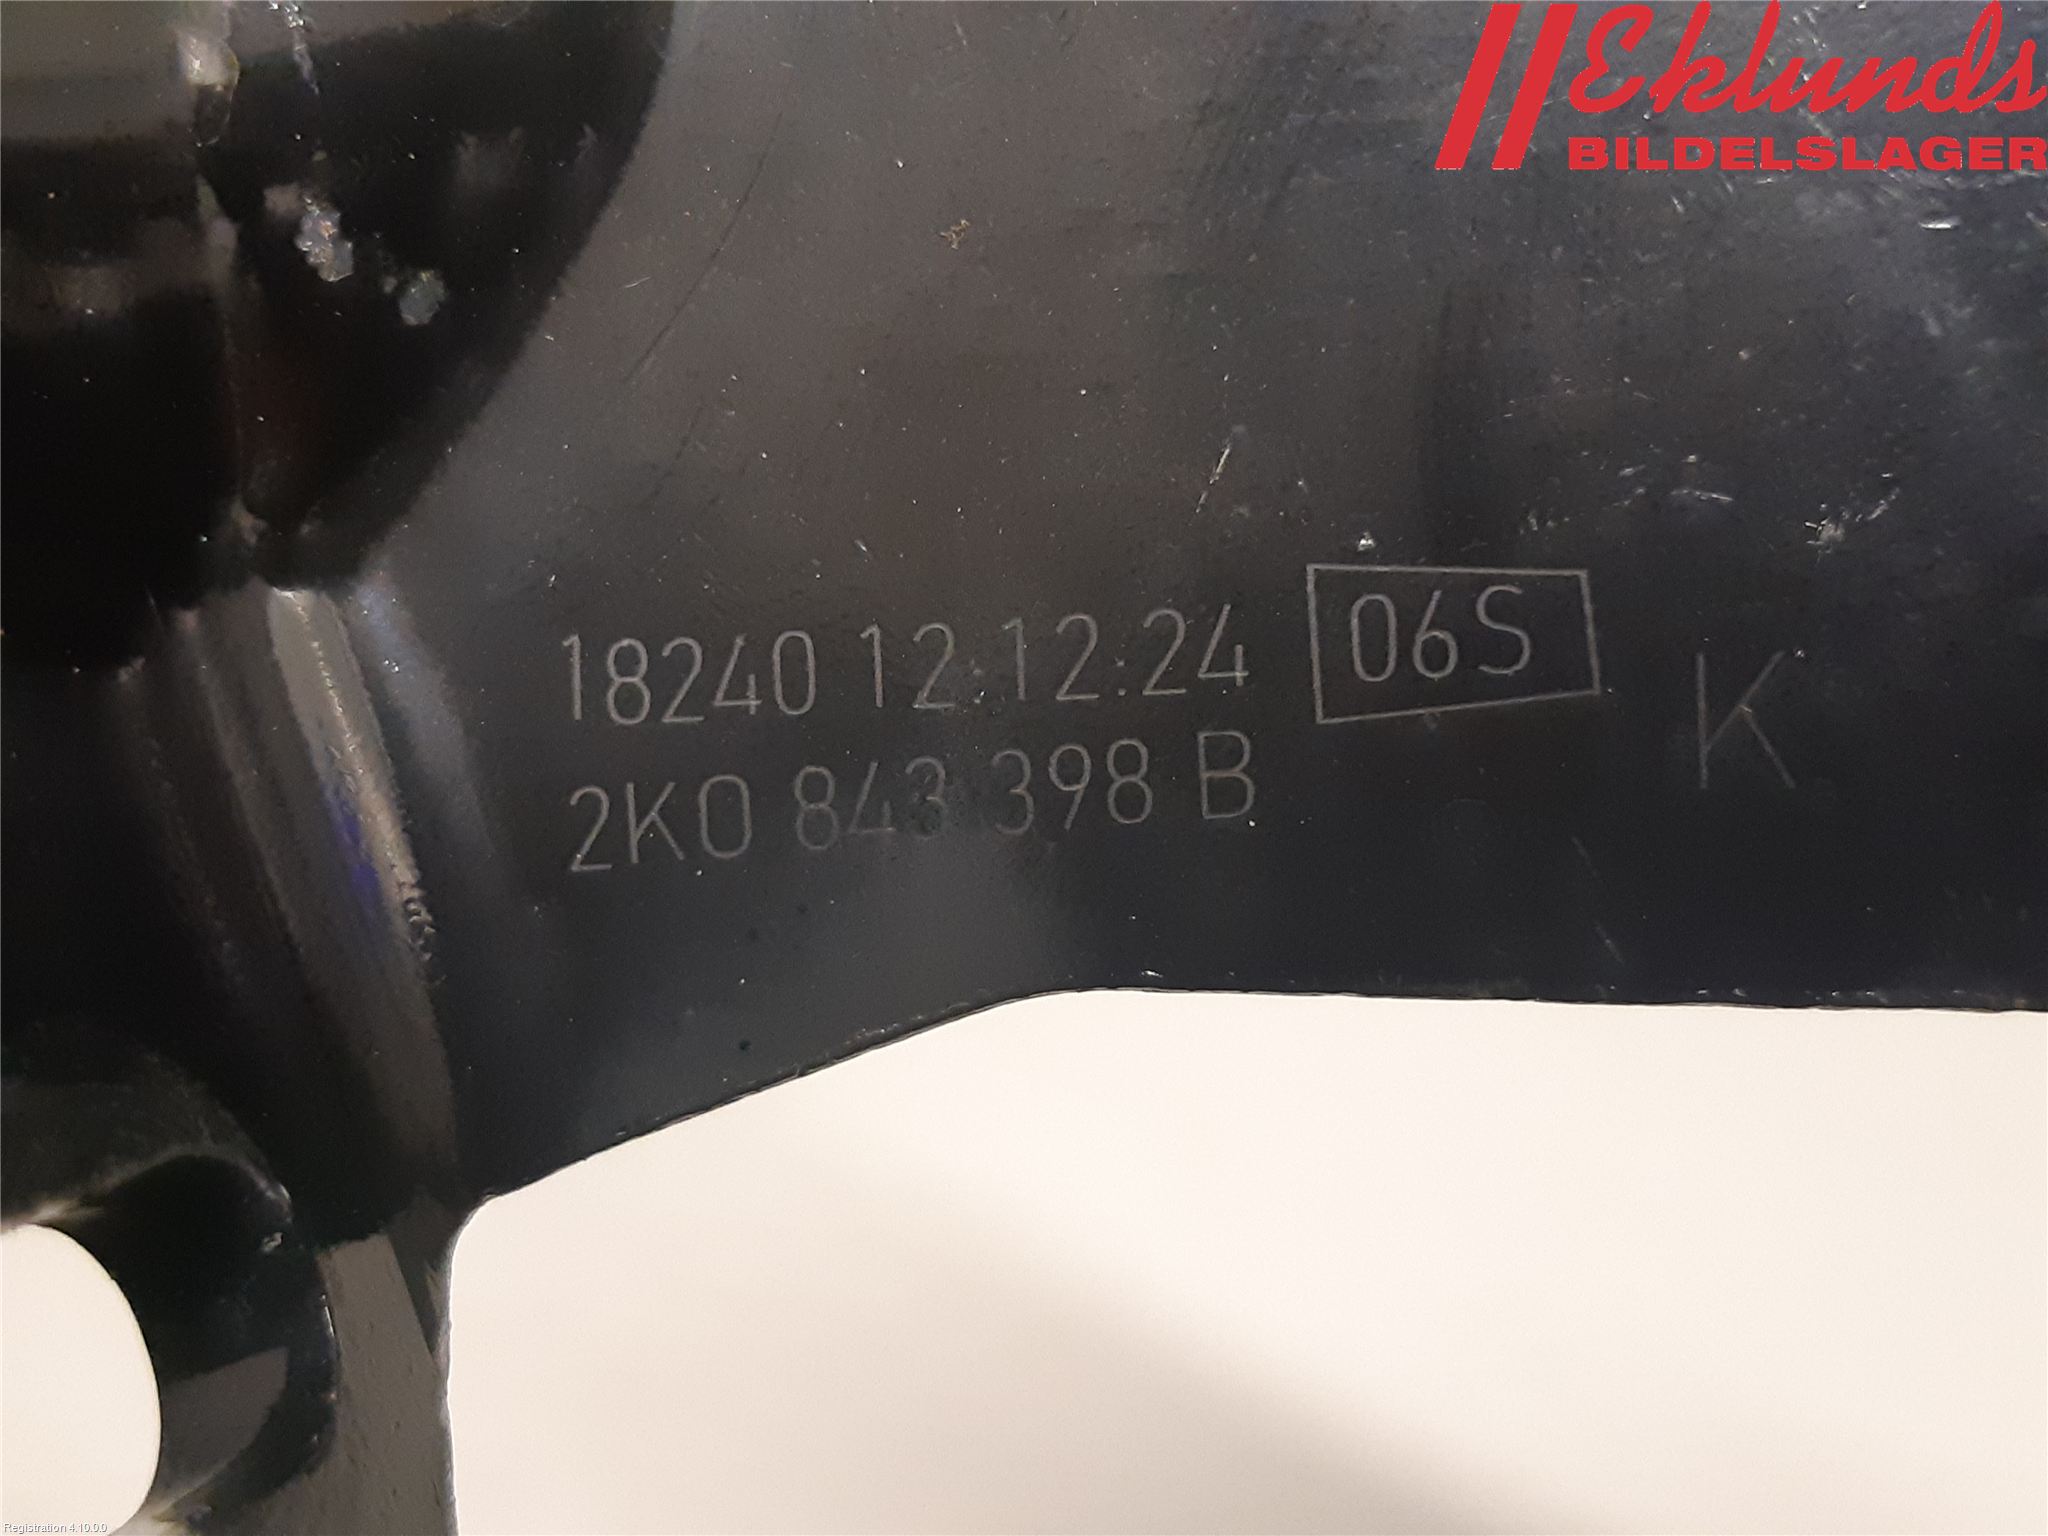 Eklunds
BILDELSLAGER
18240 12.12.24 06S
K
2K0 843 398 B
Registration 4.10.0.0